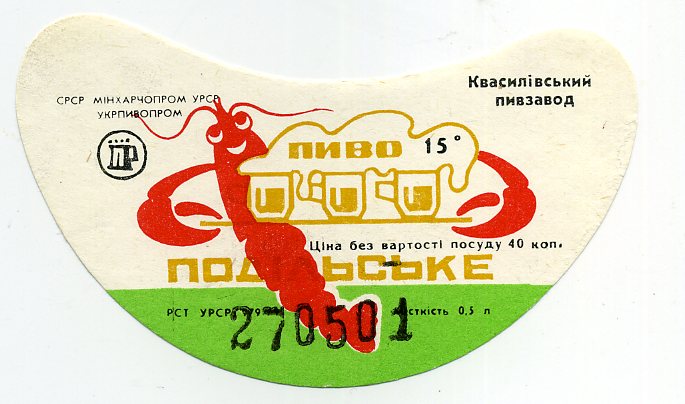 СРСР МІНХАРЧОПРОМ УРСР
УКРПИВОПРОМ
Квасилівський
пивзавод
ПР
ПИВО 15°
Ціна без вартості посуду 40 коп.
ПОДІЛЬСЬКЕ
РСТ УРСР 0,5 л
270501